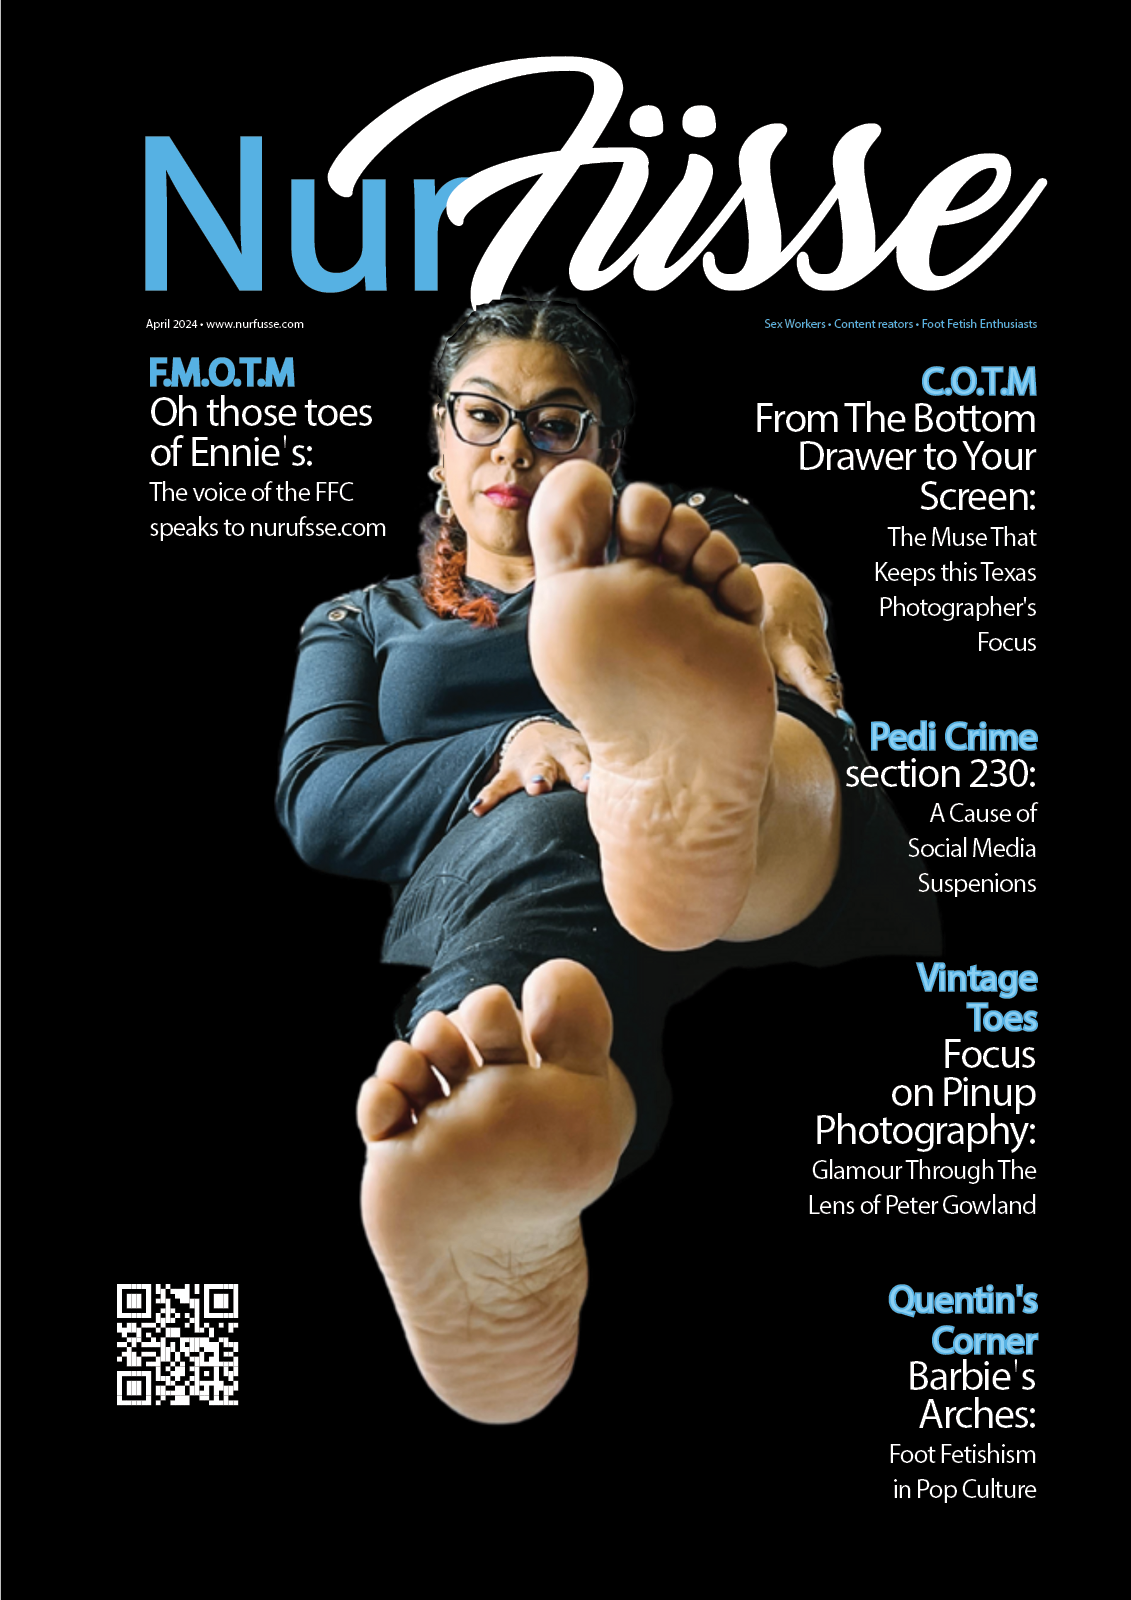 NurFüsse
April 2024 • www.nurfusse.com
Sex Workers • Content reators • Foot Fetish Enthusiasts
F.M.O.T.M
Oh those toes
of Ennie's:
The voice of the FFC
speaks to nurufsse.com
C.O.T.M
From The Bottom
Drawer to Your
Screen:
The Muse That
Keeps this Texas
Photographer's
Focus
Pedi Crime
section 230:
A Cause of
Social Media
Suspenions
Vintage
Toes
Focus
on Pinup
Photography:
Glamour Through The
Lens of Peter Gowland
Quentin's
Corner
Barbie's
Arches:
Foot Fetishism
in Pop Culture